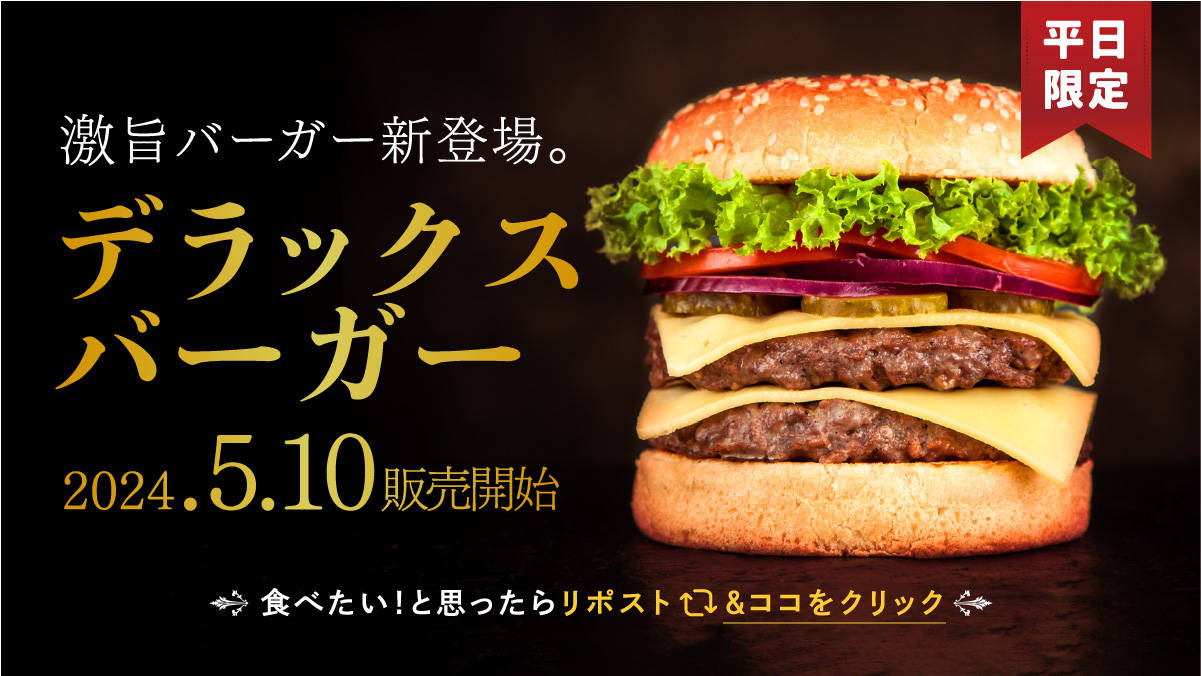 平日
限定
激旨バーガー新登場。
デラックス
バーガー
2024.5.10販売開始
食べたい!と思ったらリポスト&ココをクリック